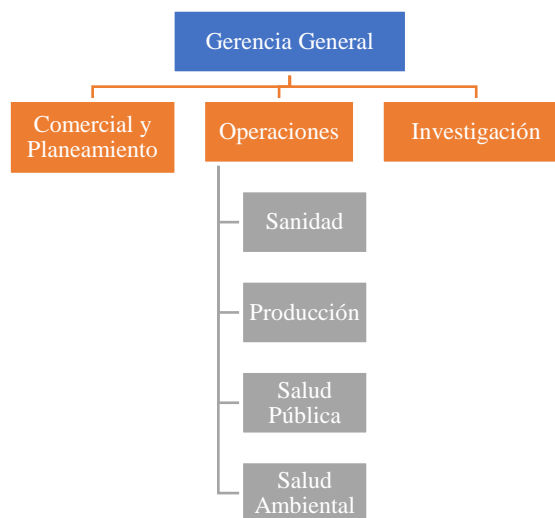 Gerencia General
Comercial y
Planeamiento
Operaciones
Investigación
Sanidad
Producción
Salud
Pública
Salud
Ambiental